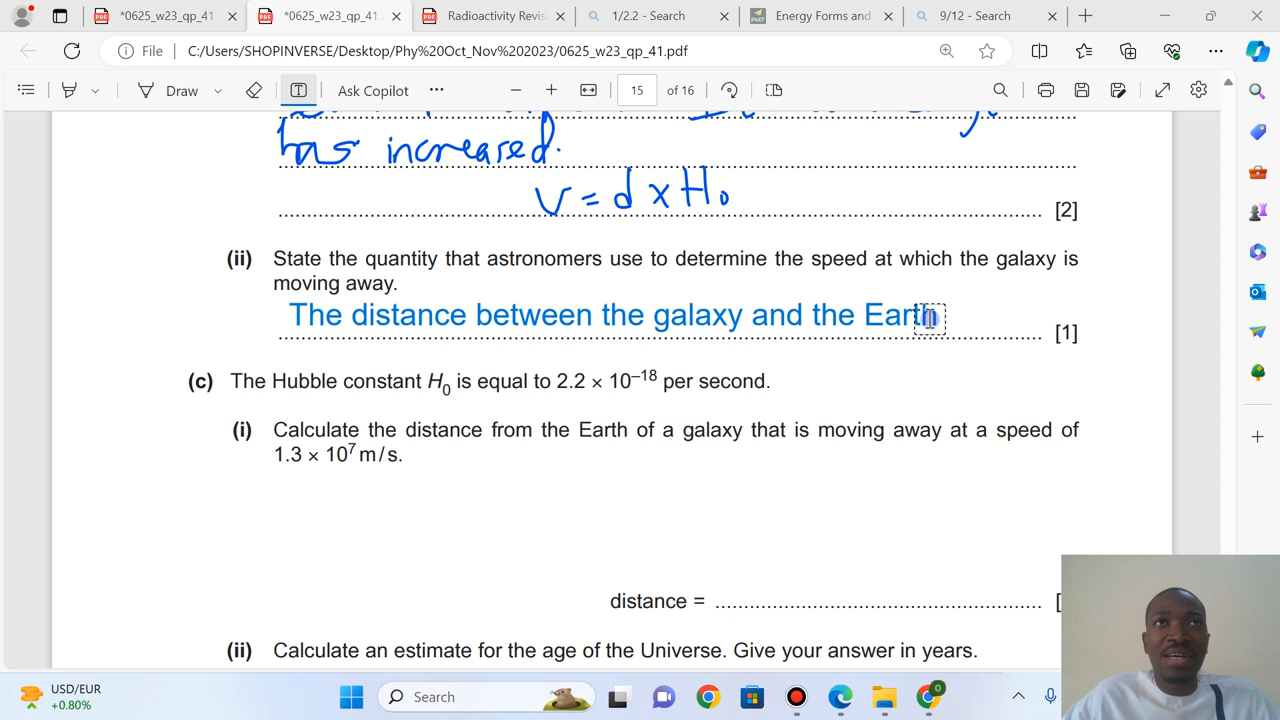 *0625_w23_qp_41
*0625_w23_qp_41.
Radioactivity Revis
1/2.2 - Search
Energy Forms and
9/12 - Search
File
C:/Users/SHOPINVERSE/Desktop/Phy%20Oct_Nov%202023/0625_w23_qp_41.pdf
Draw
Ask Copilot
15
of 16
has increased.
v = d x H₀
[2]
(ii) State the quantity that astronomers use to determine the speed at which the galaxy is
moving away.
The distance between the galaxy and the Earth
[1]
(c) The Hubble constant H₀ is equal to 2.2 × 10⁻¹⁸ per second.
(i) Calculate the distance from the Earth of a galaxy that is moving away at a speed of
1.3 × 10⁷ m / s.
distance =
[
(ii) Calculate an estimate for the age of the Universe. Give your answer in years.
USD/EUR
+0.80%
Search
0